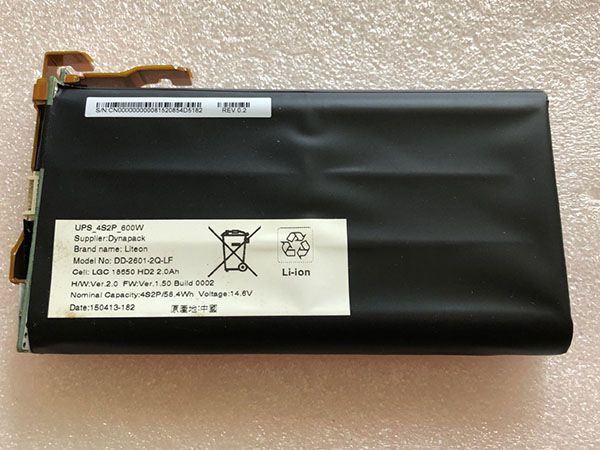 S/N:CN00000000081520854D5182 REV 0.2
UPS_4S2P_600W
Supplier:Dynapack
Brand name: Liteon
Model No: DD-2601-2Q-LF
Cell: LGC 18650 HD2 2.0Ah
H/W:Ver.2.0 FW:Ver.1.50 Build 0002
Nominal Capacity:4S2P/58.4Wh Voltage:14.6V
Date:150413-182 原產地:中國
Li-ion